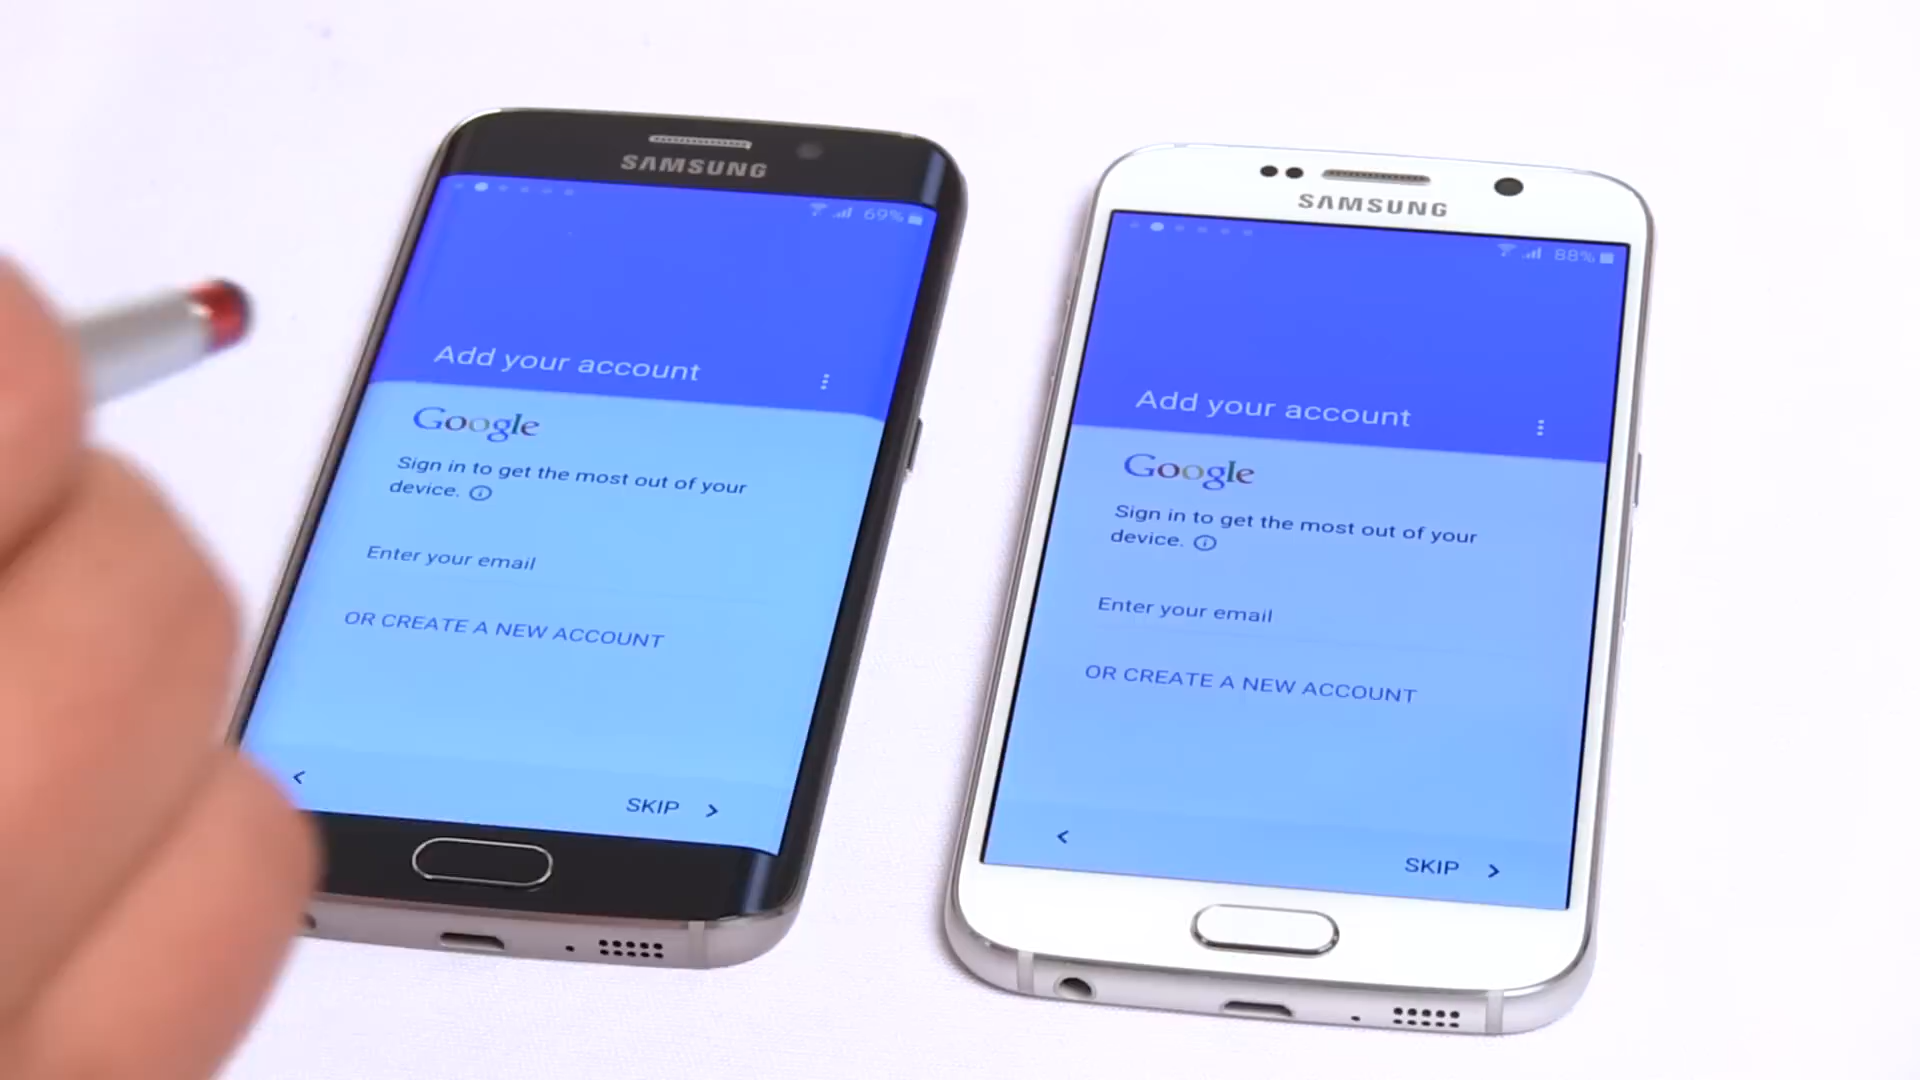 SAMSUNG
69%
Add your account
Google
Sign in to get the most out of your
device.
Enter your email
OR CREATE A NEW ACCOUNT
SKIP
SAMSUNG
88%
Add your account
Google
Sign in to get the most out of your
device.
Enter your email
OR CREATE A NEW ACCOUNT
SKIP